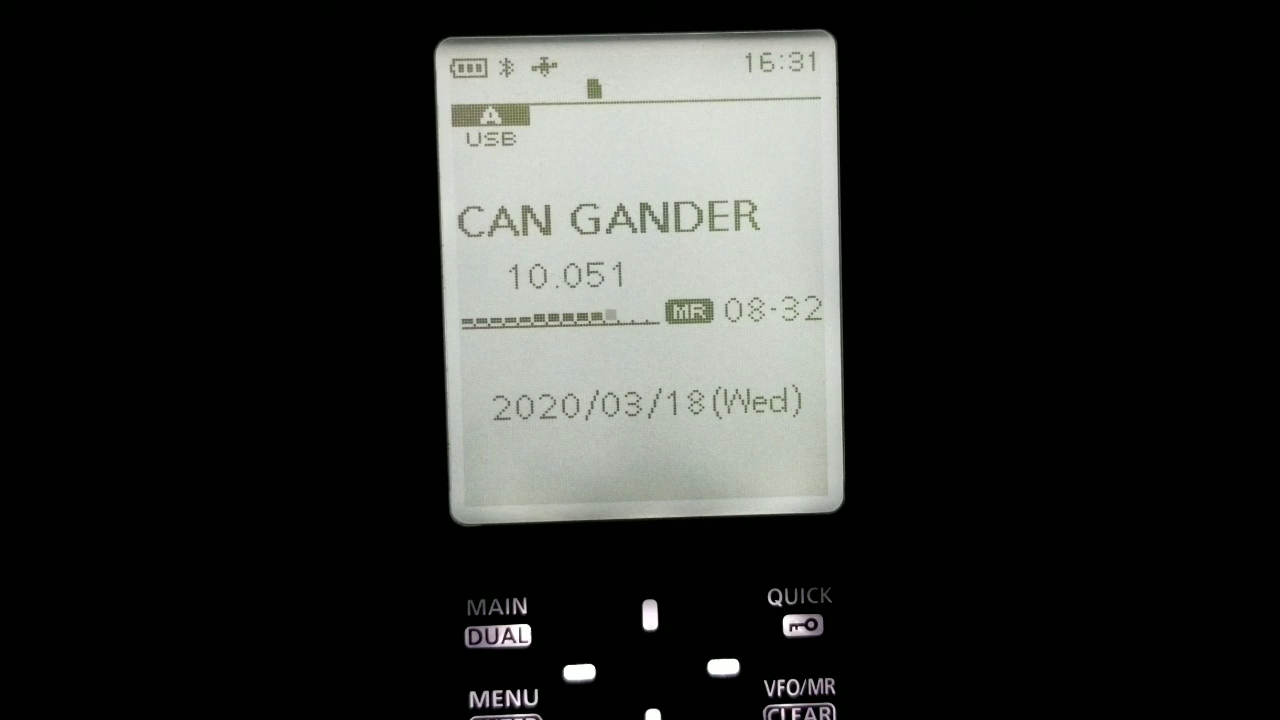 16:31
A
USB
CAN GANDER
10.051
MR 08-32
2020/03/18(Wed)
MAIN
DUAL
QUICK
MENU
VFO/MR
CLEAR